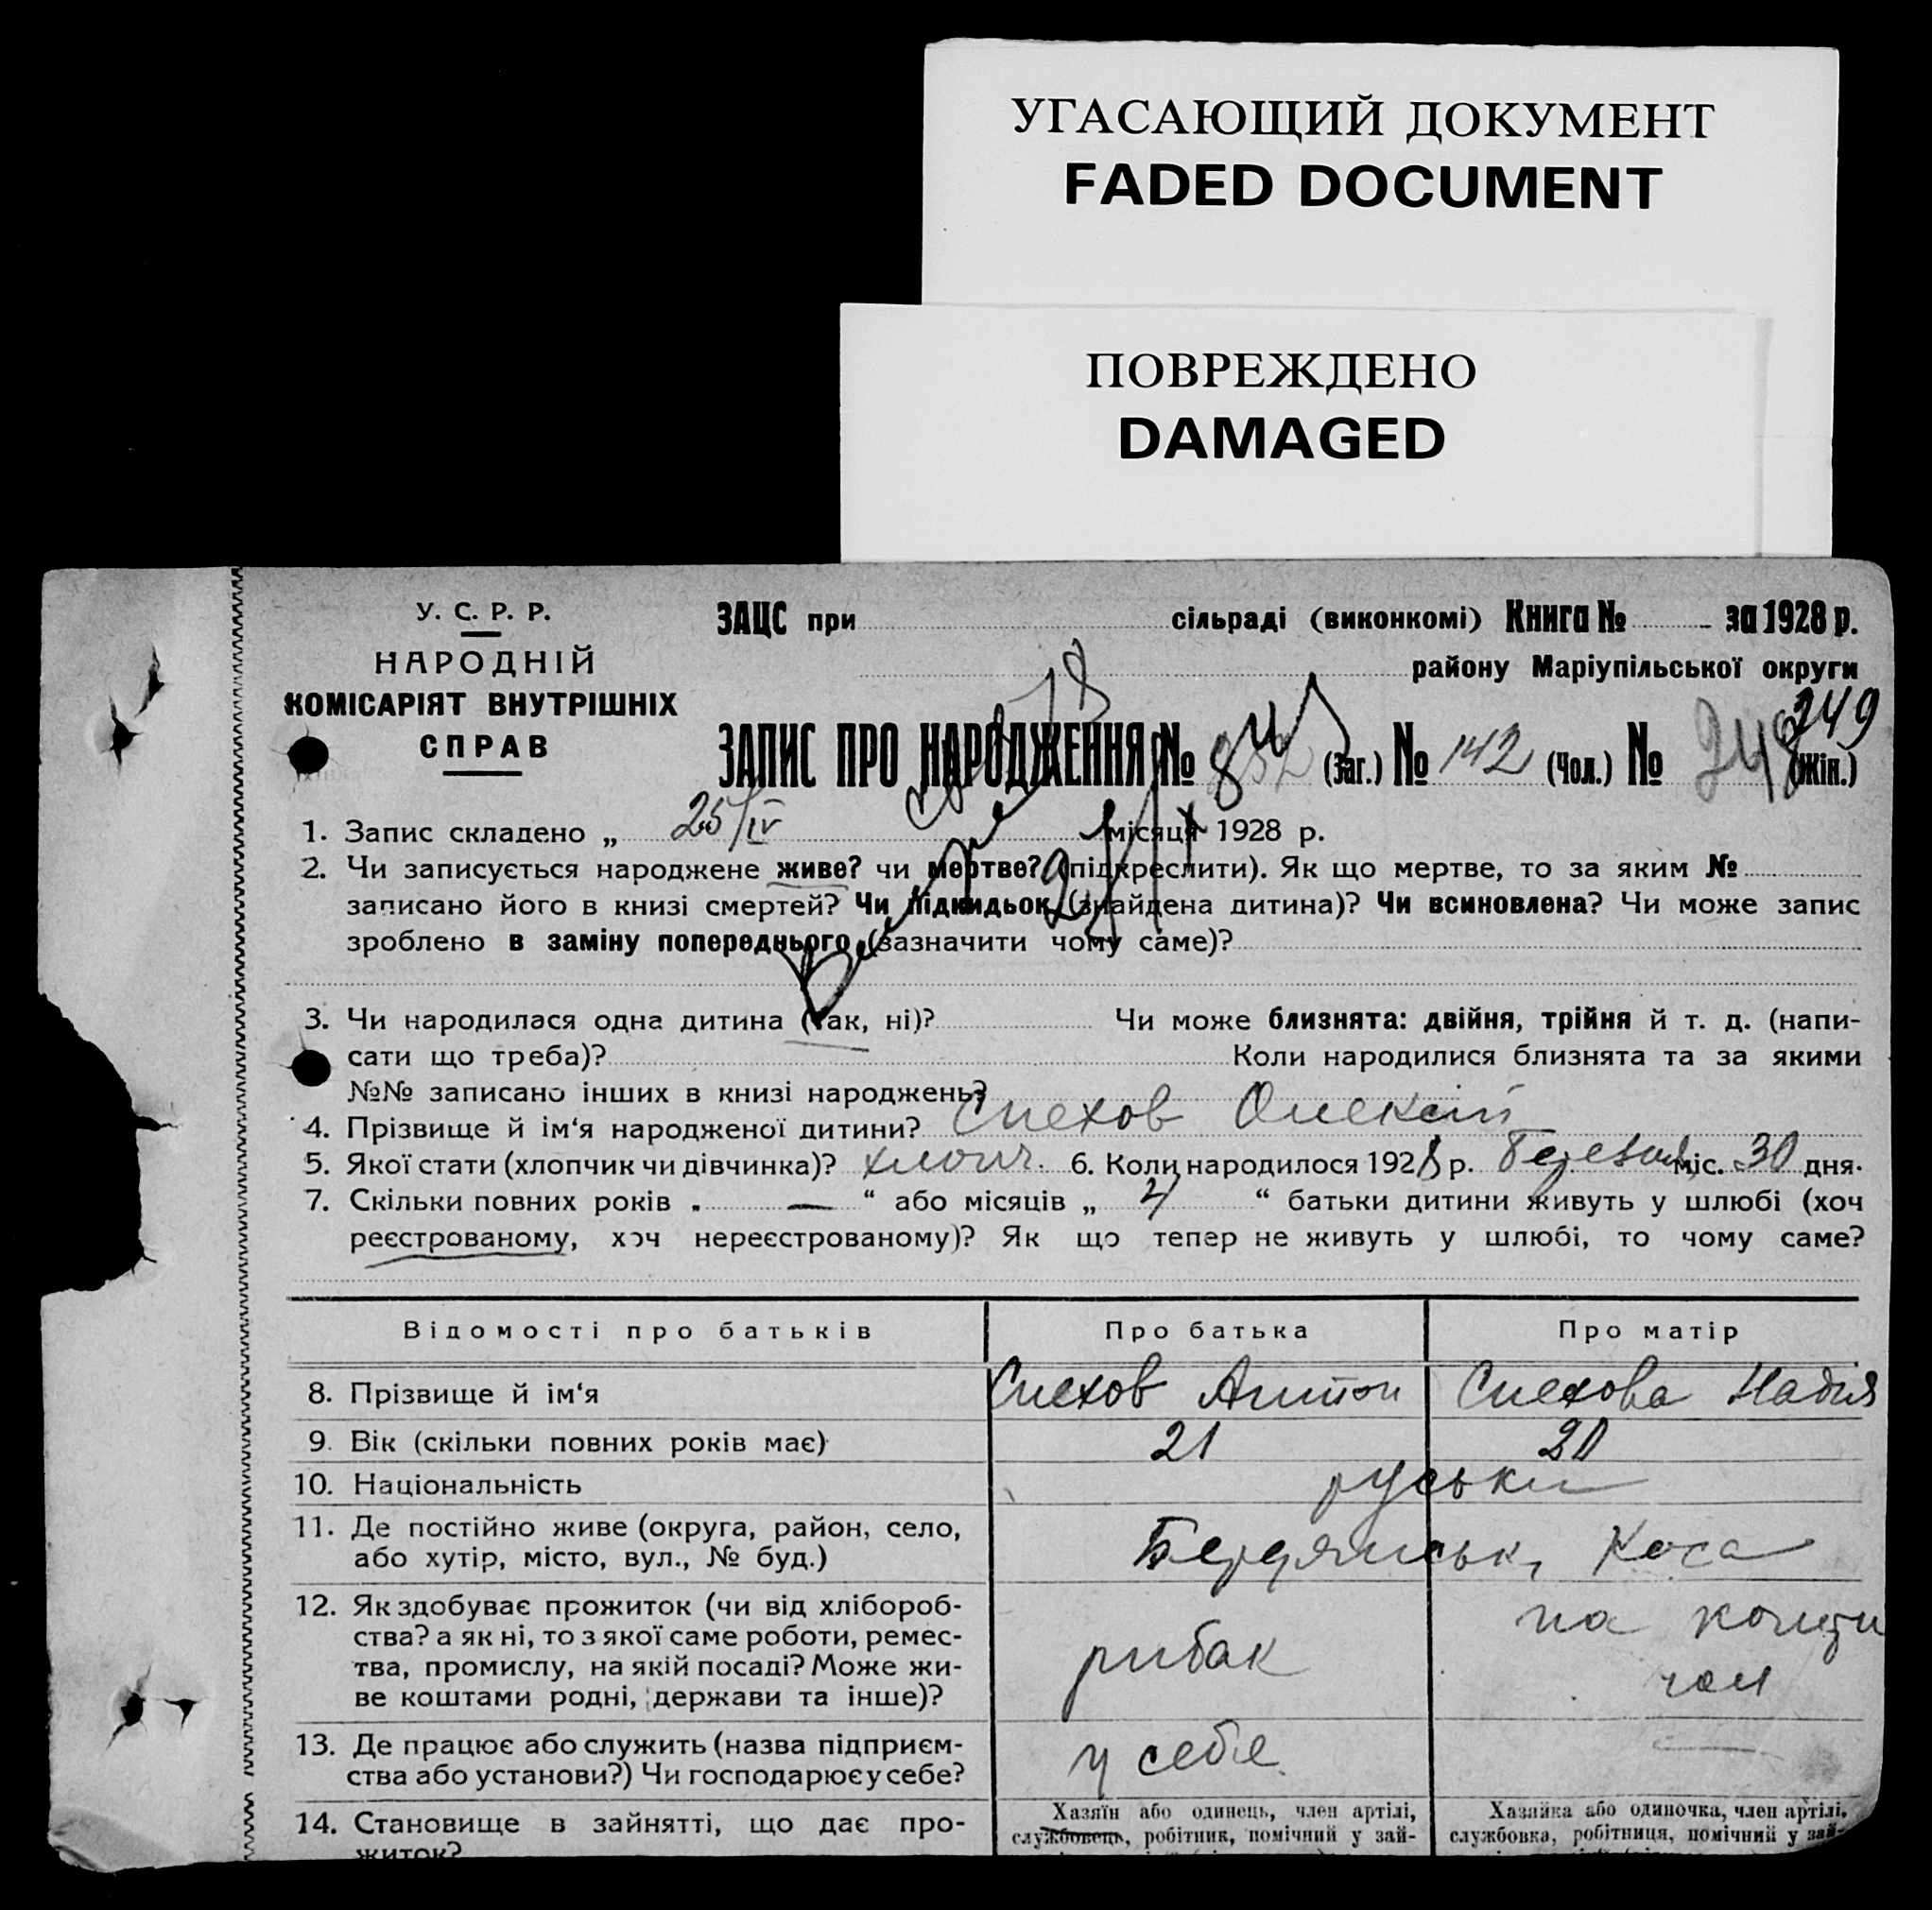 УГАСАЮЩИЙ ДОКУМЕНТ
FADED DOCUMENT
ПОВРЕЖДЕНО
DAMAGED
У. С. Р. Р.
НАРОДНІЙ
КОМІСАРІЯТ ВНУТРІШНІХ
СПРАВ
ЗАЦС при сільраді (виконкомі) Книга № за 1928 р.
району Маріупільської округи
249
ЗАПИС ПРО НАРОДЖЕННЯ № (Заг.) № 142 (Чол.) № 248 (Жін.)
1. Запис складено „ 25/IV місяця 1928 р.
2. Чи записується народжене живе? чи мертве? (підкреслити). Як що мертве, то за яким №
записано його в книзі смертей? Чи підкидьок (знайдена дитина)? Чи всиновлена? Чи може запис
зроблено в заміну попереднього (зазначити чому саме)?
3. Чи народилася одна дитина (так, ні)? Чи може близнята: двійня, трійня й т. д. (напи-
сати що треба)? Коли народилися близнята та за якими
№№ записано інших в книзі народжень?
4. Прізвище й ім‘я народженої дитини? Спехов Олексій
5. Якої стати (хлопчик чи дівчинка)? хлопч. 6. Коли народилося 1928 р. Березня міс. 30 дня.
7. Скільки повних років „ — “ або місяців „ “ батьки дитини живуть у шлюбі (хоч
реєстрованому, хоч нереєстрованому)? Як що тепер не живуть у шлюбі, то чому саме?
Відомості про батьків Про батька Про матір
8. Прізвище й ім‘я Спехов Антон Спехова Надія
9. Вік (скільки повних років має) 21 20
10. Національність руські
11. Де постійно живе (округа, район, село,
або хутір, місто, вул., № буд.) Бердянськ, Коса
12. Як здобуває прожиток (чи від хлібороб-
ства? а як ні, то з якої саме роботи, ремес-
тва, промислу, на якій посаді? Може жи-
ве коштами родні, держави та інше)? рибак на
13. Де працює або служить (назва підприєм-
ства або установи?) Чи господарює у себе? у себе —
14. Становище в зайнятті, що дає про-
житок?
Хазяїн або одинець, член артілі,
службовець, робітник, помічний у зай-
Хазяйка або одиночка, член артілі,
службовка, робітниця, помічний у зай-